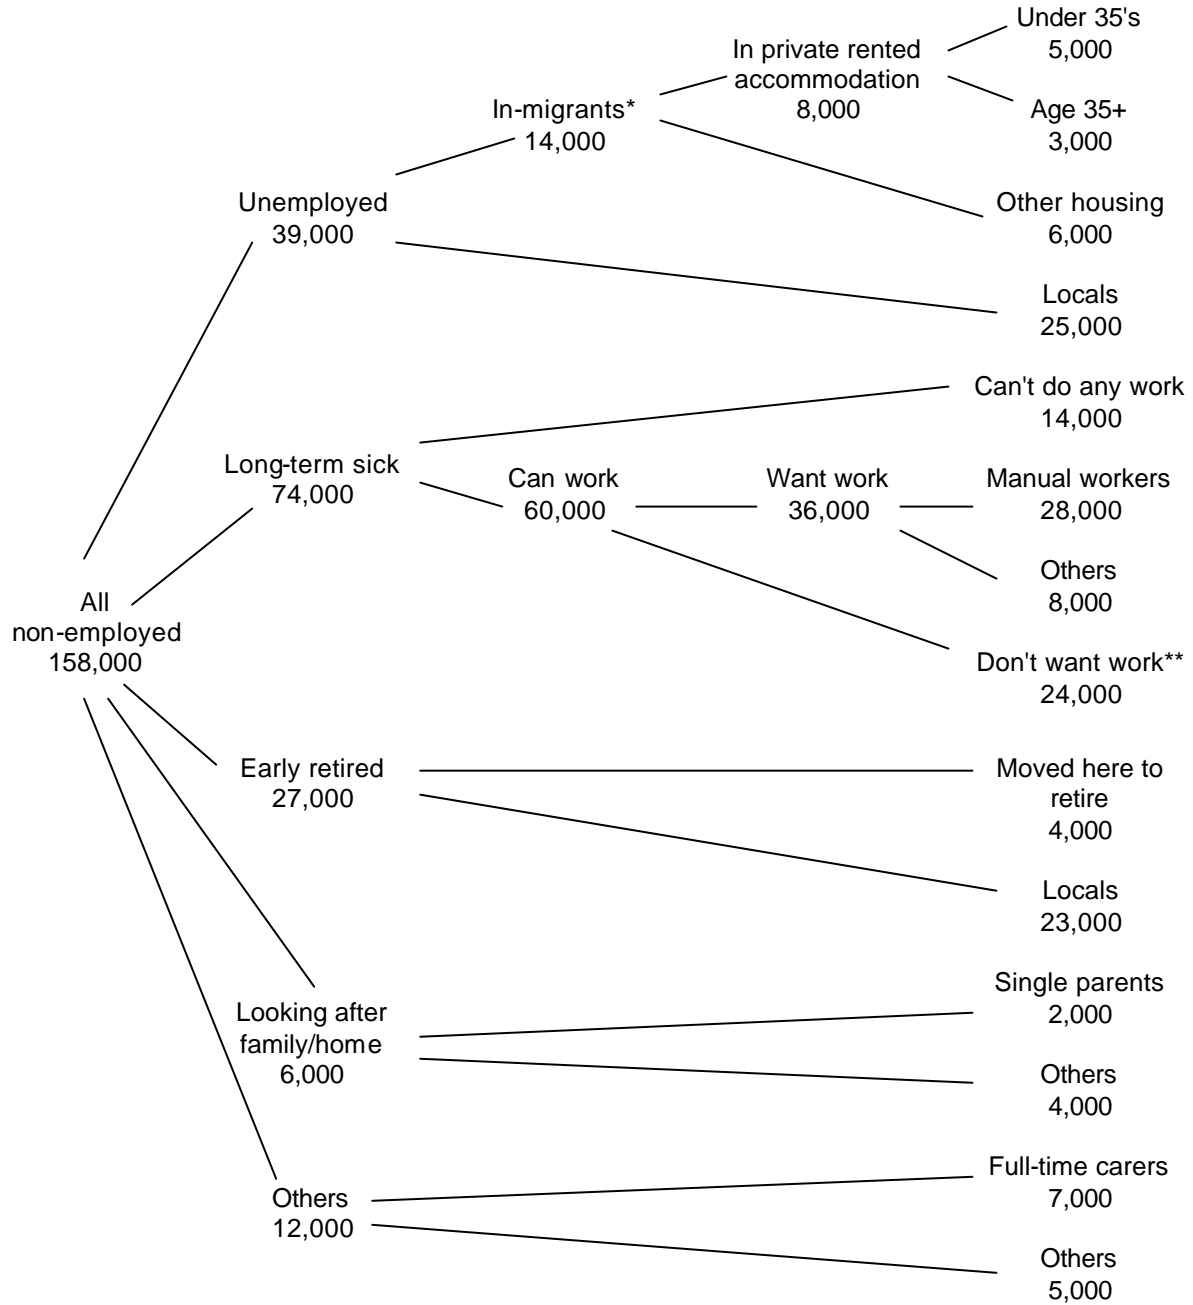 Under 35's
5,000
In private rented
accommodation
8,000
In-migrants*
14,000
Age 35+
3,000
Unemployed
39,000
Other housing
6,000
Locals
25,000
Can't do any work
14,000
Long-term sick
74,000
Can work
60,000
Want work
36,000
Manual workers
28,000
Others
8,000
All
non-employed
158,000
Don't want work**
24,000
Early retired
27,000
Moved here to
retire
4,000
Locals
23,000
Single parents
2,000
Looking after
family/home
6,000
Others
4,000
Full-time carers
7,000
Others
12,000
Others
5,000